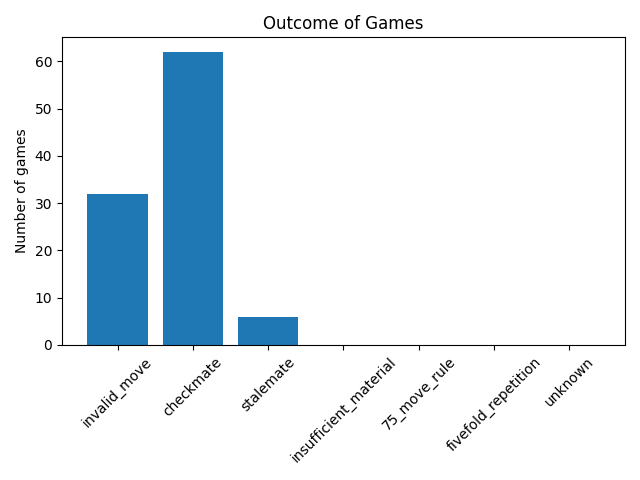 Outcome of Games
Number of games
60
50
40
30
20
10
0
invalid_move
checkmate
stalemate
insufficient_material
75_move_rule
fivefold_repetition
unknown